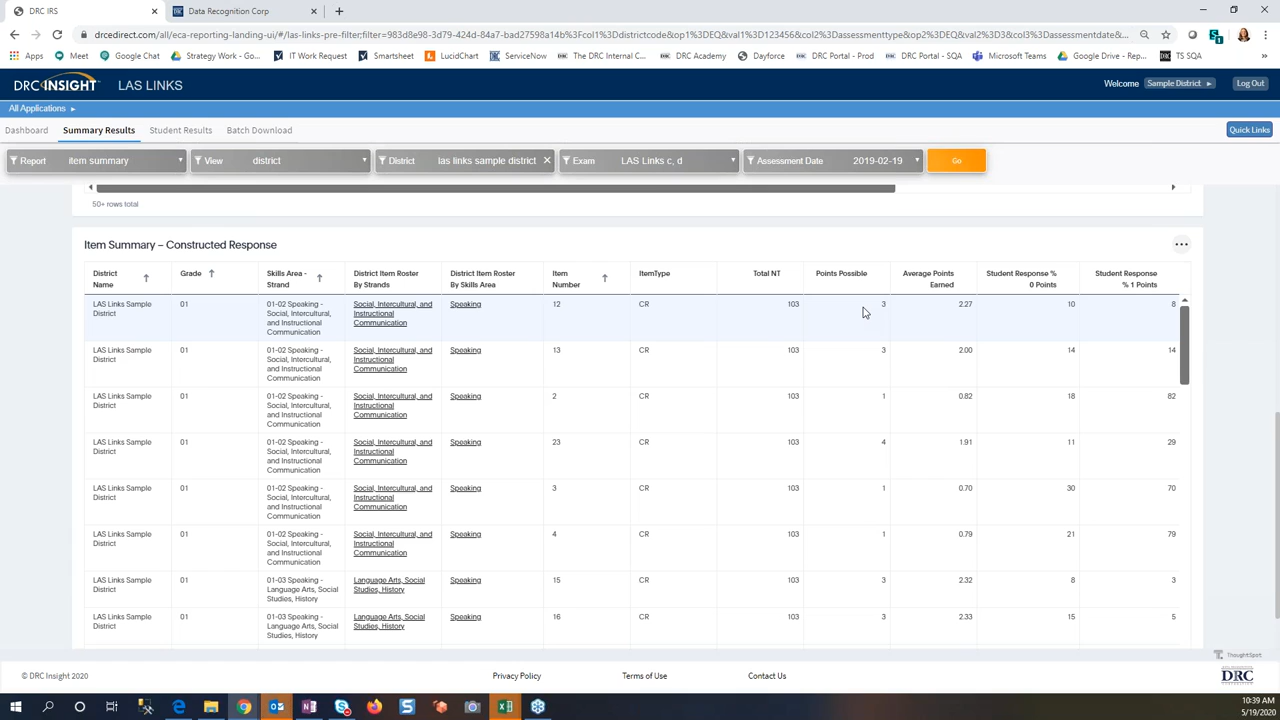 DRC IRS
Data Recognition Corp
drcedirect.com/all/eca-reporting-landing-ui/#/las-links-pre-filter;filter=983d8e98-3d79-424d-84a7-bad27598a14b%3Fcol1%3Ddistrictcode&op1%3DEQ&val1%3D12345&col2%3Dassessmenttype&op2%3DEQ&val2%3D3&col3%3Dassessmentdate&...
Apps Meet Google Chat Strategy Work - Go... IT Work Request Smartsheet LucidChart ServiceNow The DRC Internal C... DRC Academy Dayforce DRC Portal - Prod DRC Portal - SQA Microsoft Teams Google Drive - Rep... TS SQA
DRC INSIGHT LAS LINKS Welcome Sample District Log Out
All Applications
Dashboard Summary Results Student Results Batch Download Quick Links
Report item summary View district District las links sample district Exam LAS Links c, d Assessment Date 2019-02-19 Go
50+ rows total
Item Summary – Constructed Response
District Grade Skills Area - District Item Roster District Item Roster Item ItemType Total NT Points Possible Average Points Student Response % Student Response
Name Strand By Strands By Skills Area Number Earned 0 Points % 1 Points
LAS Links Sample 01 01-02 Speaking - Social, Intercultural, and Speaking 12 CR 103 3 2.27 10 8
District Social, Intercultural, Instructional
and Instructional Communication
Communication
LAS Links Sample 01 01-02 Speaking - Social, Intercultural, and Speaking 13 CR 103 3 2.00 14 14
District Social, Intercultural, Instructional
and Instructional Communication
Communication
LAS Links Sample 01 01-02 Speaking - Social, Intercultural, and Speaking 2 CR 103 1 0.82 18 82
District Social, Intercultural, Instructional
and Instructional Communication
Communication
LAS Links Sample 01 01-02 Speaking - Social, Intercultural, and Speaking 23 CR 103 4 1.91 11 29
District Social, Intercultural, Instructional
and Instructional Communication
Communication
LAS Links Sample 01 01-02 Speaking - Social, Intercultural, and Speaking 3 CR 103 1 0.70 30 70
District Social, Intercultural, Instructional
and Instructional Communication
Communication
LAS Links Sample 01 01-02 Speaking - Social, Intercultural, and Speaking 4 CR 103 1 0.79 21 79
District Social, Intercultural, Instructional
and Instructional Communication
Communication
LAS Links Sample 01 01-03 Speaking - Language Arts, Social Speaking 15 CR 103 3 2.32 8 3
District Language Arts, Social Studies, History
Studies, History
LAS Links Sample 01 01-03 Speaking - Language Arts, Social Speaking 16 CR 103 3 2.33 15 5
District Language Arts, Social Studies, History
Studies, History
ThoughtSpot
© DRC Insight 2020 Privacy Policy Terms of Use Contact Us DRC
10:39 AM
5/19/2020